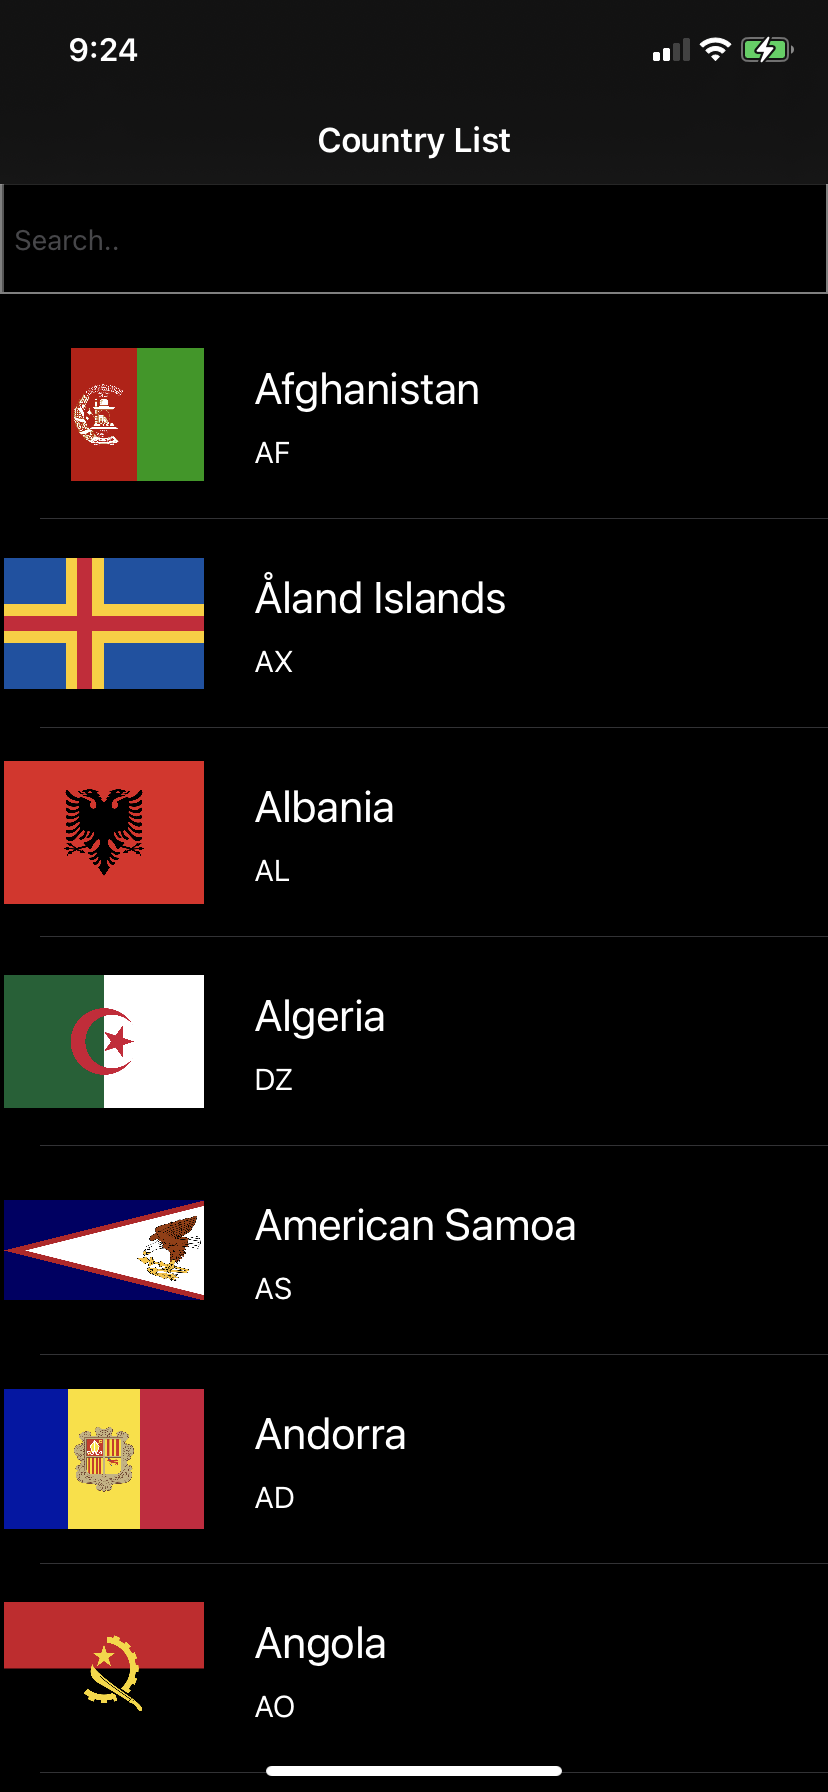 9:24
Country List
Search..
Afghanistan
AF
Åland Islands
AX
Albania
AL
Algeria
DZ
American Samoa
AS
Andorra
AD
Angola
AO